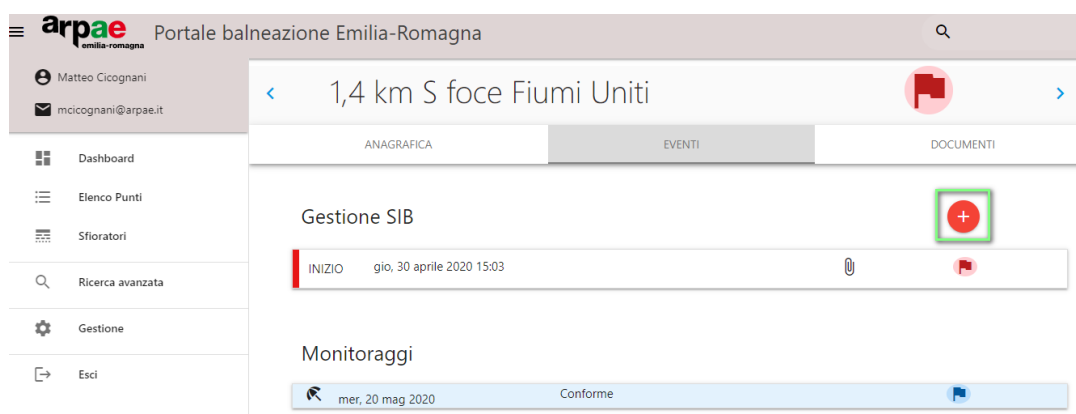 arpae
emilia-romagna
Portale balneazione Emilia-Romagna
Matteo Cicognani
mcicognani@arpae.it
Dashboard
Elenco Punti
Sfioratori
Ricerca avanzata
Gestione
Esci
1,4 km S foce Fiumi Uniti
ANAGRAFICA EVENTI DOCUMENTI
Gestione SIB
INIZIO gio, 30 aprile 2020 15:03
Monitoraggi
mer, 20 mag 2020 Conforme